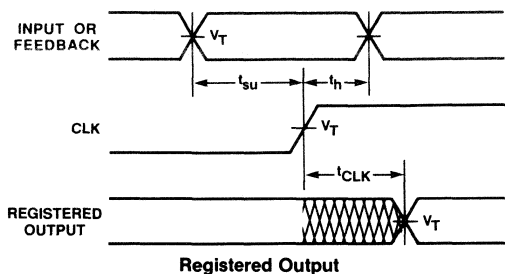 INPUT OR
FEEDBACK
VT
tsu
th
CLK
VT
tCLK
REGISTERED
OUTPUT
VT
Registered Output